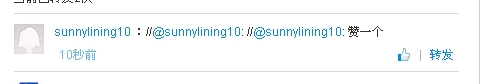 sunnylining10 ：//@sunnylining10: //@sunnylining10: 赞一个
10秒前 | 转发